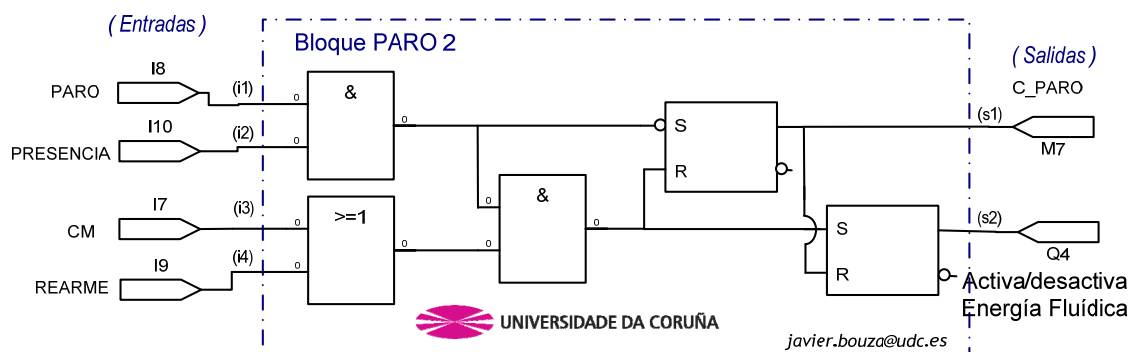 ( Entradas )
Bloque PARO 2
( Salidas )
I8
(i1)
&
C_PARO
PARO
0
0
S
(s1)
I10
(i2)
M7
PRESENCIA
0
R
&
I7
(i3)
>=1
0
CM
0
0
S
(s2)
0
0
Q4
I9
(i4)
0
R
REARME
Activa/desactiva
Energía Fluídica
UNIVERSIDADE DA CORUÑA
javier.bouza@udc.es